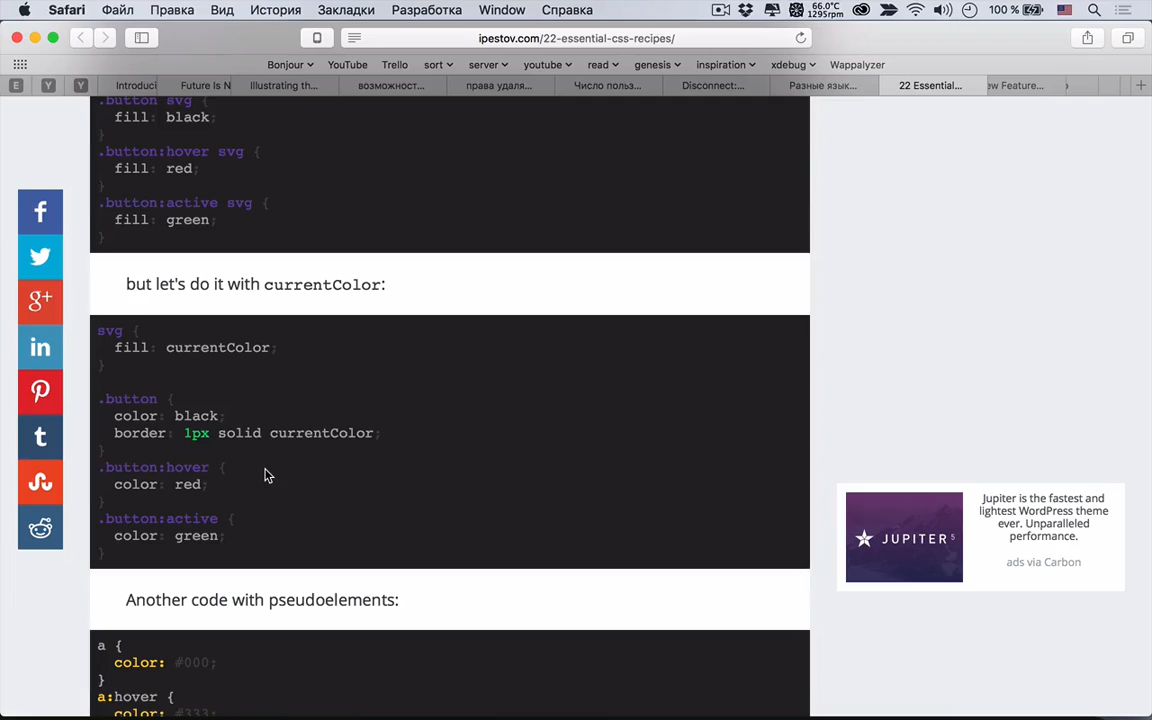 Safari Файл Правка Вид История Закладки Разработка Window Справка 66.0°C 1295rpm 100 %
ipestov.com/22-essential-css-recipes/
Bonjour YouTube Trello sort server youtube read genesis inspiration xdebug Wappalyzer
E Y Y Introduci Future Is N Illustrating th... возможност... права удаля... Число польз... Disconnect:... Разные язык... 22 Essential... ew Feature...
.button svg {
fill: black;
}
.button:hover svg {
fill: red;
}
.button:active svg {
fill: green;
}
but let's do it with currentColor:
svg {
fill: currentColor;
}
.button {
color: black;
border: 1px solid currentColor;
}
.button:hover {
color: red;
}
.button:active {
color: green;
}
Another code with pseudoelements:
a {
color: #000;
}
a:hover {
color: #333;
f
g+
in
t
JUPITER 5
Jupiter is the fastest and
lightest WordPress theme
ever. Unparalleled
performance.
ads via Carbon